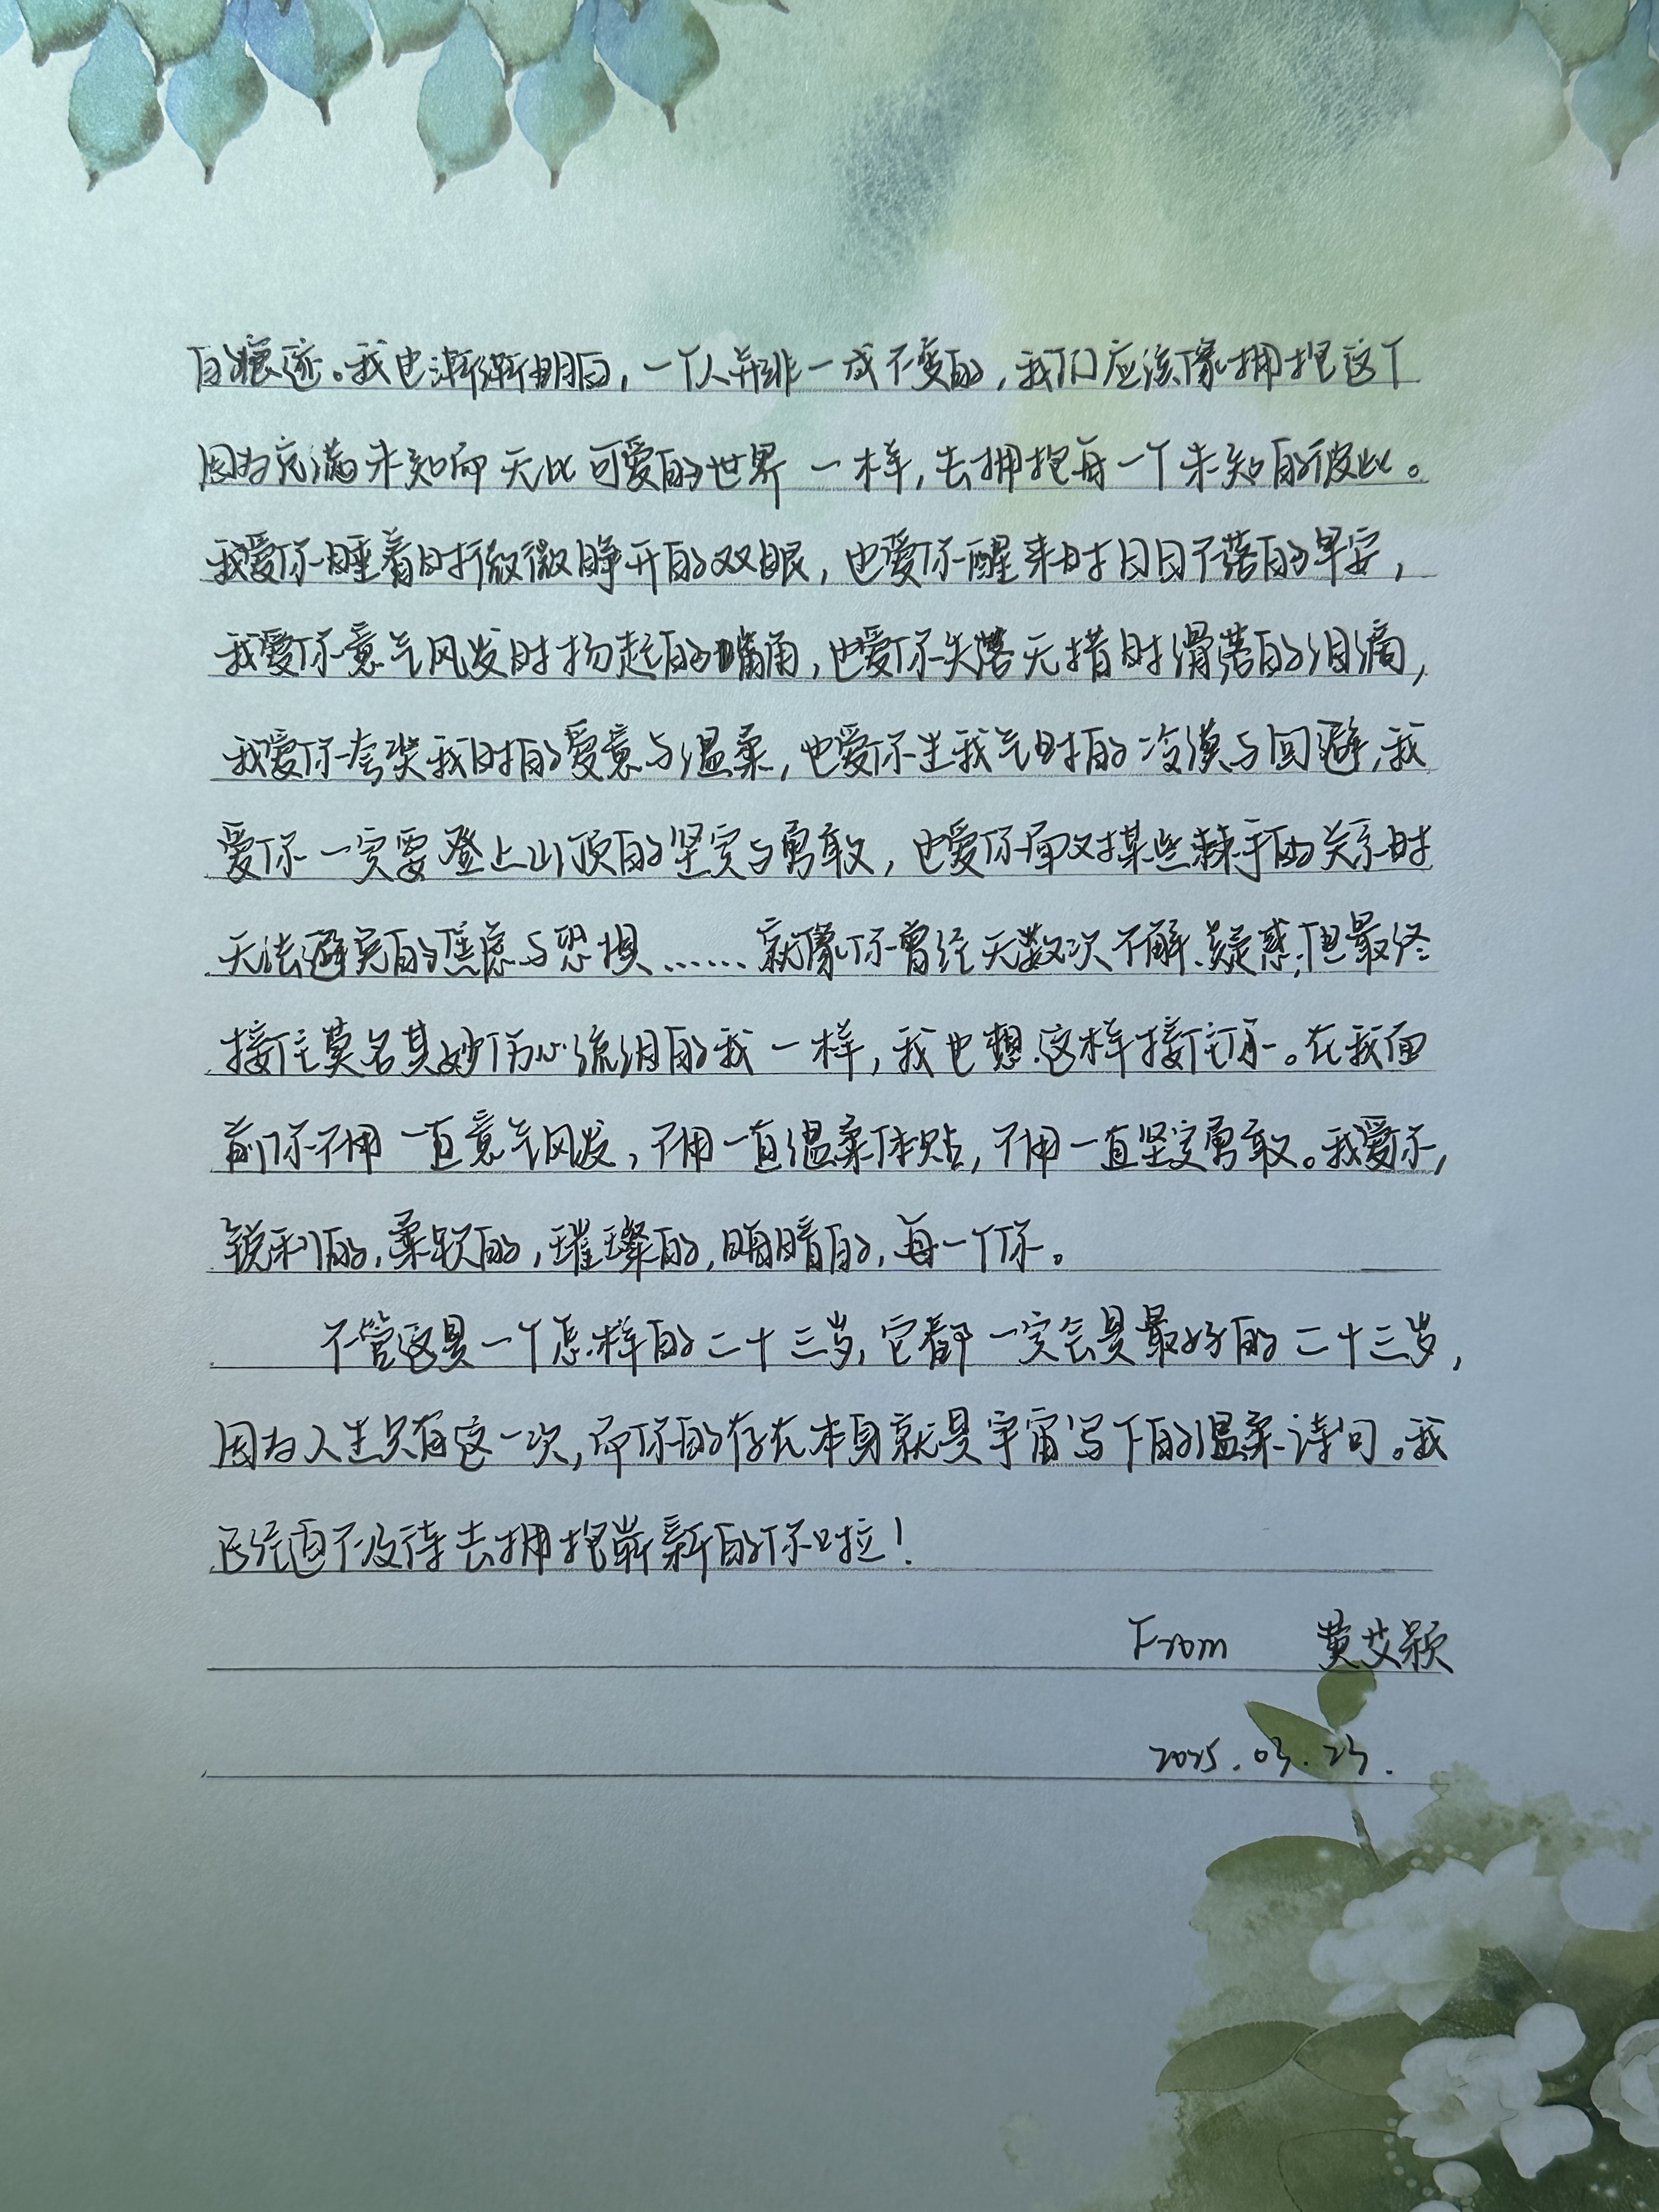 的痕迹。我也渐渐明白，一个人并非一成不变的，我们应该像拥抱这个
因为充满未知而无比可爱的世界一样，去拥抱每一个未知的彼此。
我爱你睡着时微微睁开的双眼，也爱你醒来时日日不落的早安，
我爱你意气风发时扬起的嘴角，也爱你失落无措时滑落的泪滴，
我爱你夸奖我时的爱意与温柔，也爱你生我气时的冷漠与回避，我
爱你一定要登上山顶的坚定与勇敢，也爱你面对某些棘手的关系时
无法避免的焦虑与恐惧……就像你曾经无数次不解、疑惑，但最终
接住莫名其妙伤心流泪的我一样，我也想这样接住你。在我面
前你不用一直意气风发，不用一直温柔体贴，不用一直坚定勇敢。我爱你，
锐利的，柔软的，璀璨的，晦暗的，每一个你。
不管这是一个怎样的二十三岁，它都一定会是最好的二十三岁，
因为人生只有这一次，而你的存在本身就是宇宙写下的温柔诗句。我
已经迫不及待去拥抱崭新的你啦！
From 黄艾颖
2025.03.23.